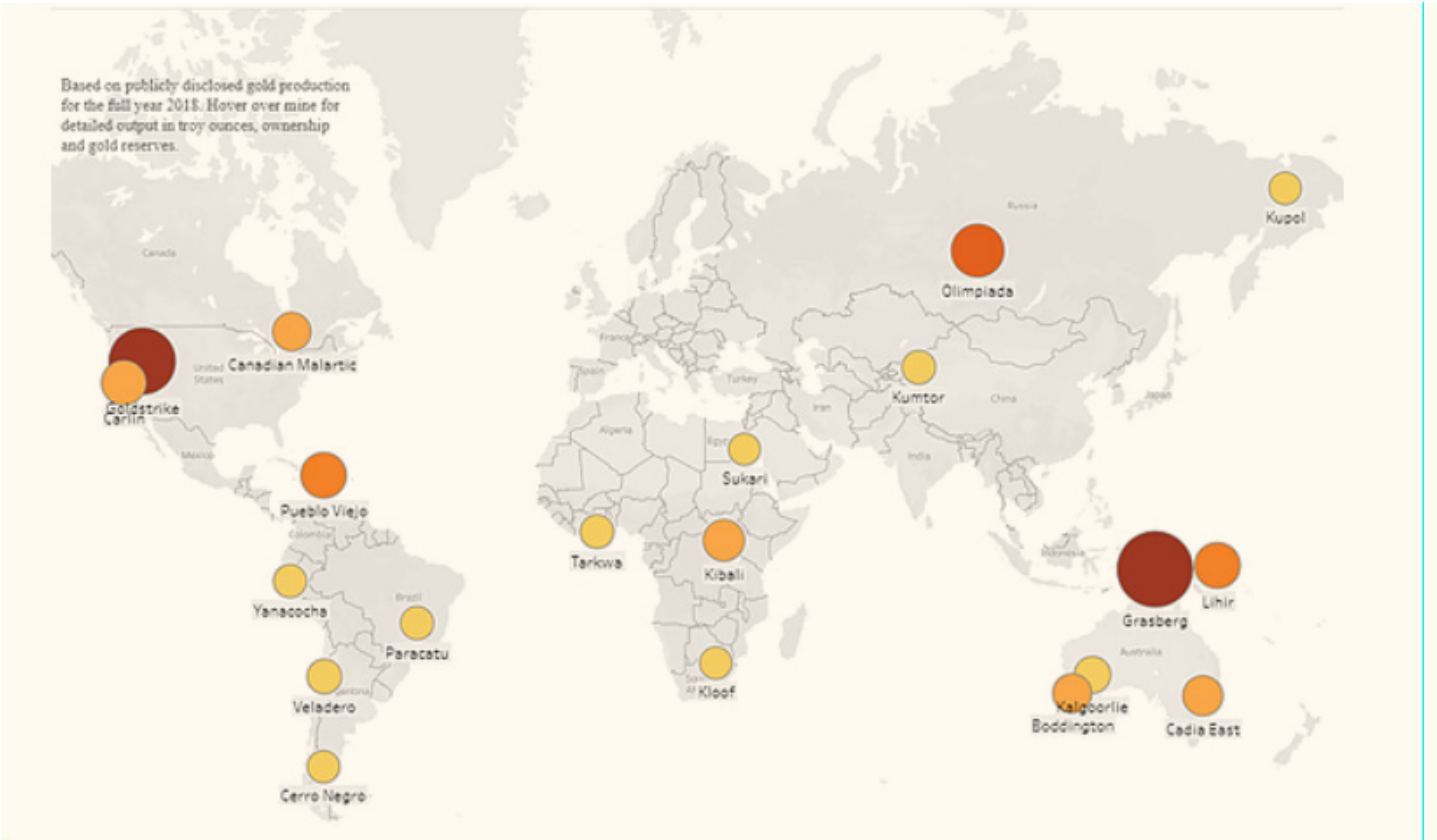 Based on publicly disclosed gold production
for the full year 2018. Hover over mine for
detailed output in troy ounces, ownership
and gold reserves.
Russia
Kupol
Canada
Olimpiada
France
United
States
Canadian Malartic
Spain
Turkey
Kumtor
Iran
China
Japan
Goldstrike
Carlin
Algeria
Mexico
India
Sukari
Pueblo Viejo
Colombia
Tarkwa
Kibali
Indonesia
Yanacocha
Brazil
Lihir
Grasberg
Paracatu
Australia
Kloof
Veladero
Kalgoorlie
Boddington
Cadia East
Cerro Negro